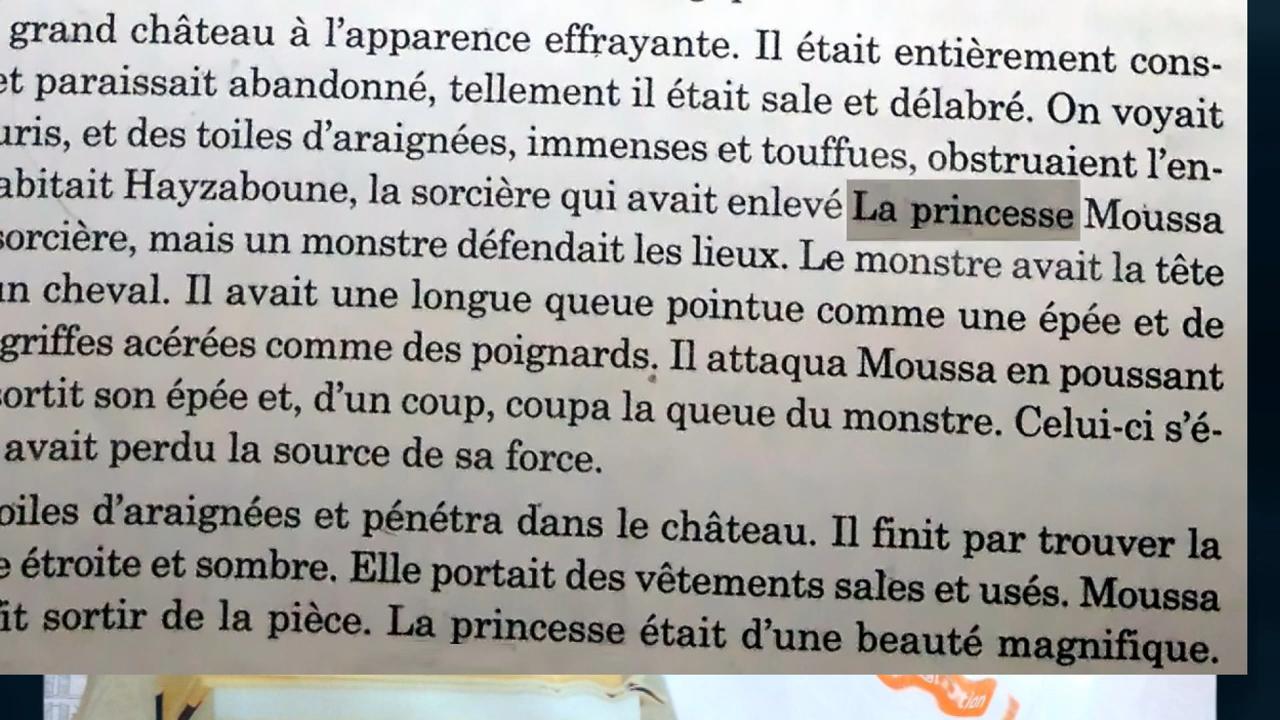 grand château à l'apparence effrayante. Il était entièrement cons-
et paraissait abandonné, tellement il était sale et délabré. On voyait
uris, et des toiles d'araignées, immenses et touffues, obstruaient l'en-
abitait Hayzaboune, la sorcière qui avait enlevé La princesse Moussa
sorcière, mais un monstre défendait les lieux. Le monstre avait la tête
un cheval. Il avait une longue queue pointue comme une épée et de
griffes acérées comme des poignards. Il attaqua Moussa en poussant
sortit son épée et, d'un coup, coupa la queue du monstre. Celui-ci s'é-
avait perdu la source de sa force.
oiles d'araignées et pénétra dans le château. Il finit par trouver la
e étroite et sombre. Elle portait des vêtements sales et usés. Moussa
fit sortir de la pièce. La princesse était d'une beauté magnifique.